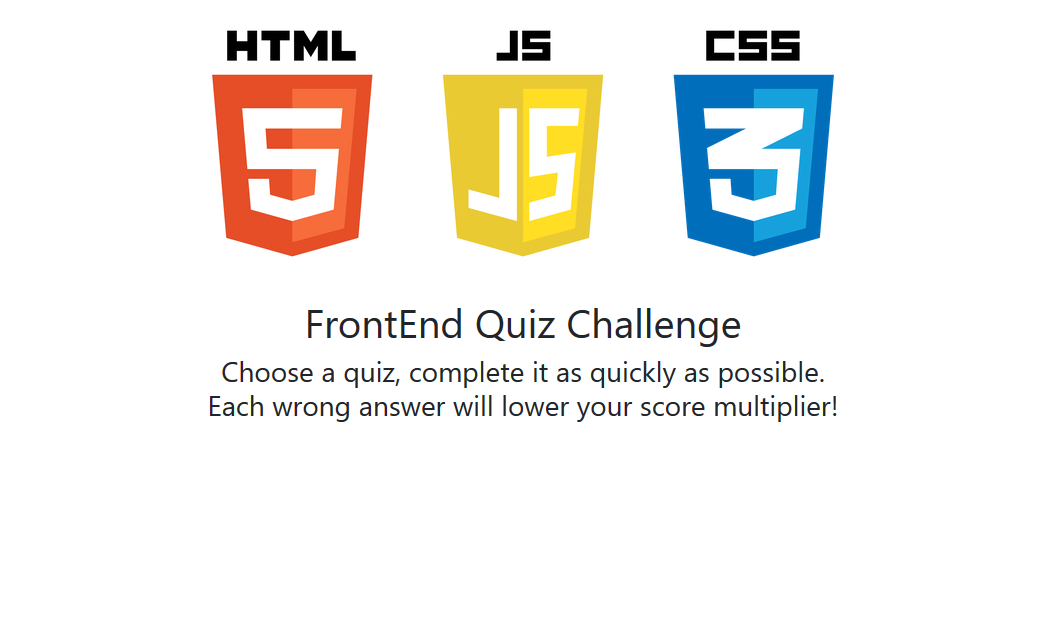 HTML JS CSS
5 JS 3
FrontEnd Quiz Challenge
Choose a quiz, complete it as quickly as possible.
Each wrong answer will lower your score multiplier!